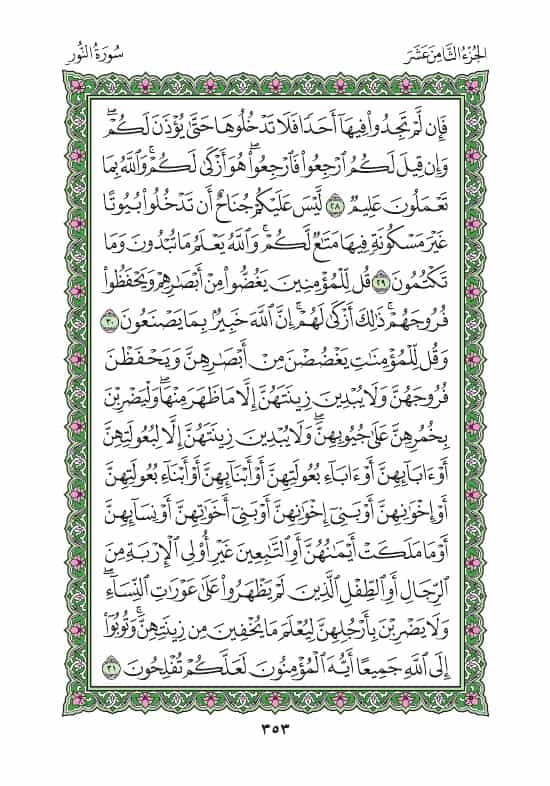 الجُزْءُ الثَّامِنَ عَشَرَ
سُورَةُ النُّورِ
فَإِن لَّمْ تَجِدُوا۟ فِيهَآ أَحَدًا فَلَا تَدْخُلُوهَا حَتَّىٰ يُؤْذَنَ لَكُمْ ۖ
وَإِن قِيلَ لَكُمُ ٱرْجِعُوا۟ فَٱرْجِعُوا۟ ۖ هُوَ أَزْكَىٰ لَكُمْ ۚ وَٱللَّهُ بِمَا
تَعْمَلُونَ عَلِيمٌ ٢٨ لَّيْسَ عَلَيْكُمْ جُنَاحٌ أَن تَدْخُلُوا۟ بُيُوتًا
غَيْرَ مَسْكُونَةٍ فِيهَا مَتَٰعٌ لَّكُمْ ۚ وَٱللَّهُ يَعْلَمُ مَا تُبْدُونَ وَمَا
تَكْتُمُونَ ٢٩ قُل لِّلْمُؤْمِنِينَ يَغُضُّوا۟ مِنْ أَبْصَٰرِهِمْ وَيَحْفَظُوا۟
فُرُوجَهُمْ ۚ ذَٰلِكَ أَزْكَىٰ لَهُمْ ۗ إِنَّ ٱللَّهَ خَبِيرٌۢ بِمَا يَصْنَعُونَ ٣٠
وَقُل لِّلْمُؤْمِنَٰتِ يَغْضُضْنَ مِنْ أَبْصَٰرِهِنَّ وَيَحْفَظْنَ
فُرُوجَهُنَّ وَلَا يُبْدِينَ زِينَتَهُنَّ إِلَّا مَا ظَهَرَ مِنْهَا ۖ وَلْيَضْرِبْنَ
بِخُمُرِهِنَّ عَلَىٰ جُيُوبِهِنَّ ۖ وَلَا يُبْدِينَ زِينَتَهُنَّ إِلَّا لِبُعُولَتِهِنَّ
أَوْ ءَابَآئِهِنَّ أَوْ ءَابَآءِ بُعُولَتِهِنَّ أَوْ أَبْنَآئِهِنَّ أَوْ أَبْنَآءِ بُعُولَتِهِنَّ
أَوْ إِخْوَٰنِهِنَّ أَوْ بَنِىٓ إِخْوَٰنِهِنَّ أَوْ بَنِىٓ أَخَوَٰتِهِنَّ أَوْ نِسَآئِهِنَّ
أَوْ مَا مَلَكَتْ أَيْمَٰنُهُنَّ أَوِ ٱلتَّٰبِعِينَ غَيْرِ أُو۟لِى ٱلْإِرْبَةِ مِنَ
ٱلرِّجَالِ أَوِ ٱلطِّفْلِ ٱلَّذِينَ لَمْ يَظْهَرُوا۟ عَلَىٰ عَوْرَٰتِ ٱلنِّسَآءِ ۖ
وَلَا يَضْرِبْنَ بِأَرْجُلِهِنَّ لِيُعْلَمَ مَا يُخْفِينَ مِن زِينَتِهِنَّ ۚ وَتُوبُوٓا۟
إِلَى ٱللَّهِ جَمِيعًا أَيُّهَ ٱلْمُؤْمِنُونَ لَعَلَّكُمْ تُفْلِحُونَ ٣١
٣٥٣